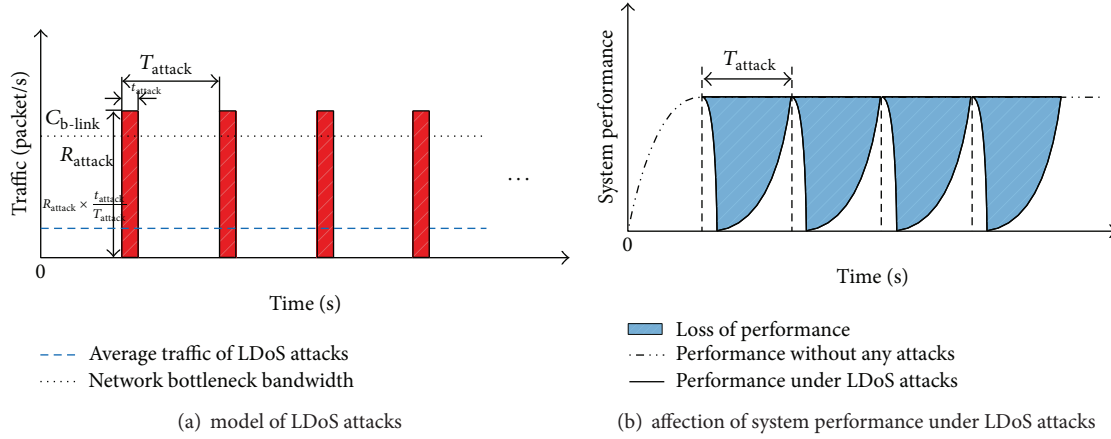 Traffic (packet/s)
T_attack
t_attack
C_b-link
R_attack
R_attack × t_attack/T_attack
...
0
Time (s)
Average traffic of LDoS attacks
Network bottleneck bandwidth
(a) model of LDoS attacks
System performance
T_attack
0
Time (s)
Loss of performance
Performance without any attacks
Performance under LDoS attacks
(b) affection of system performance under LDoS attacks